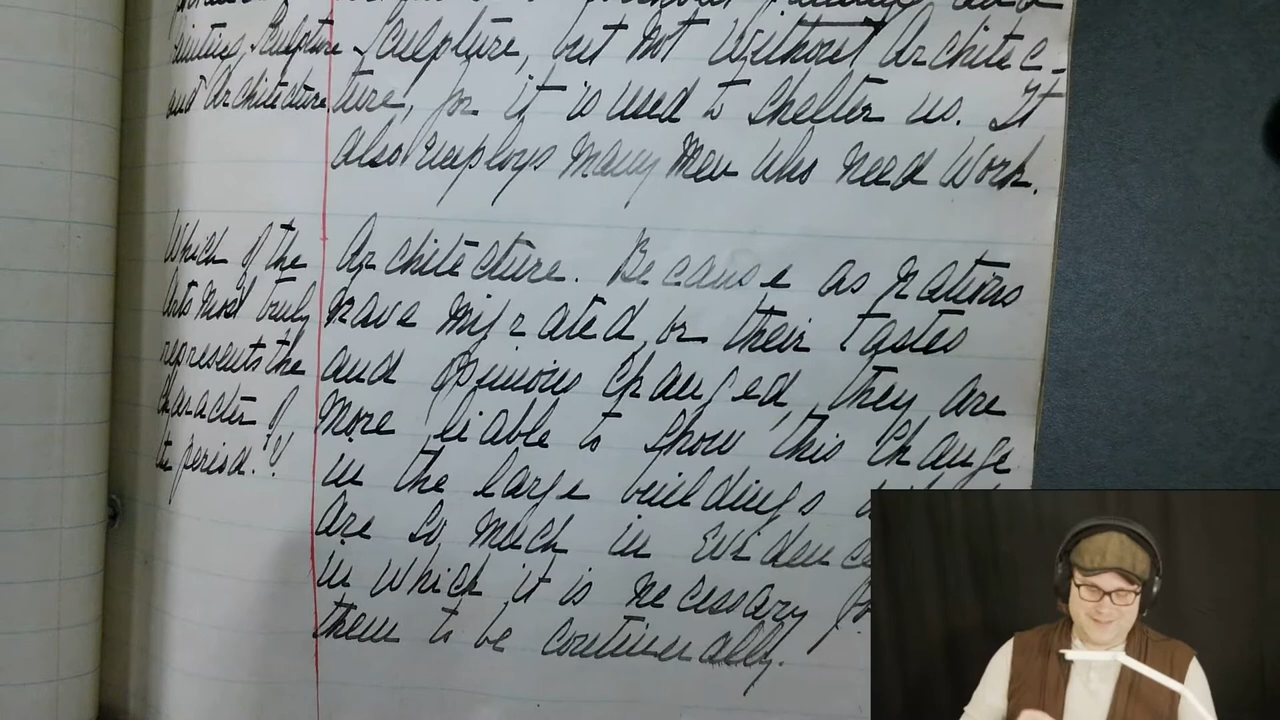 Painting, Sculpture
and Architecture
Sculpture, but not without Architec-
ture, for it is used to shelter us. It
also employs many men who need work.
Which of the
Arts most truly
represents the
Character of
its period."?
Architecture. Because as nations
have migrated, or their tastes
and opinions changed, they are
more liable to show this change
in the large buildings
are so much in
in which it is necessary for
them to be continually.